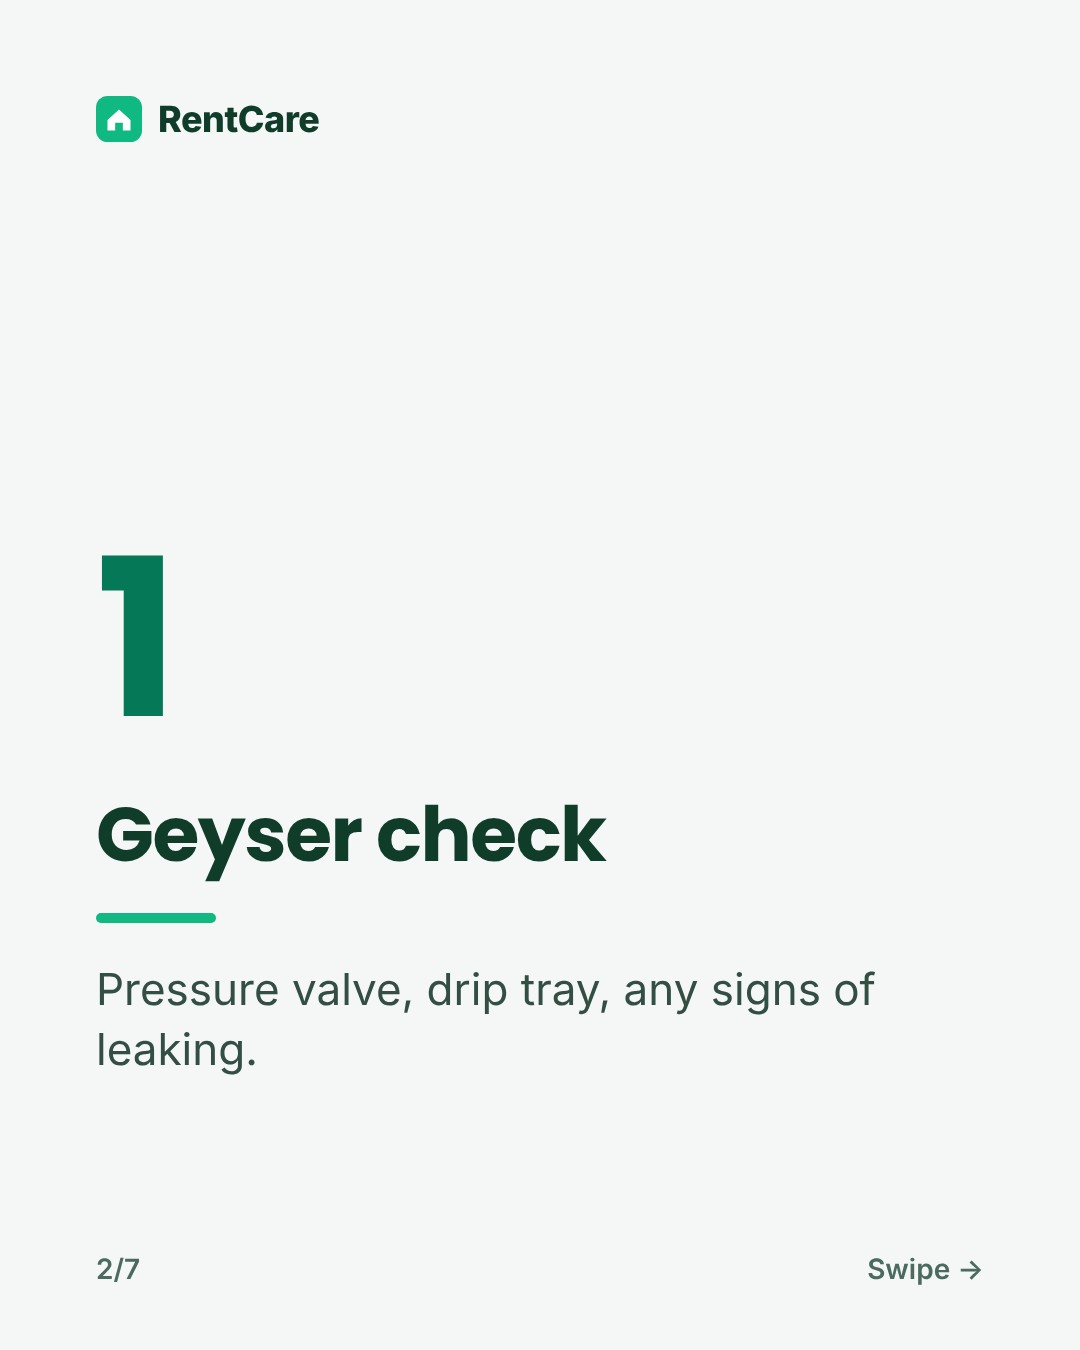 RentCare
1
Geyser check
Pressure valve, drip tray, any signs of
leaking.
2/7
Swipe →